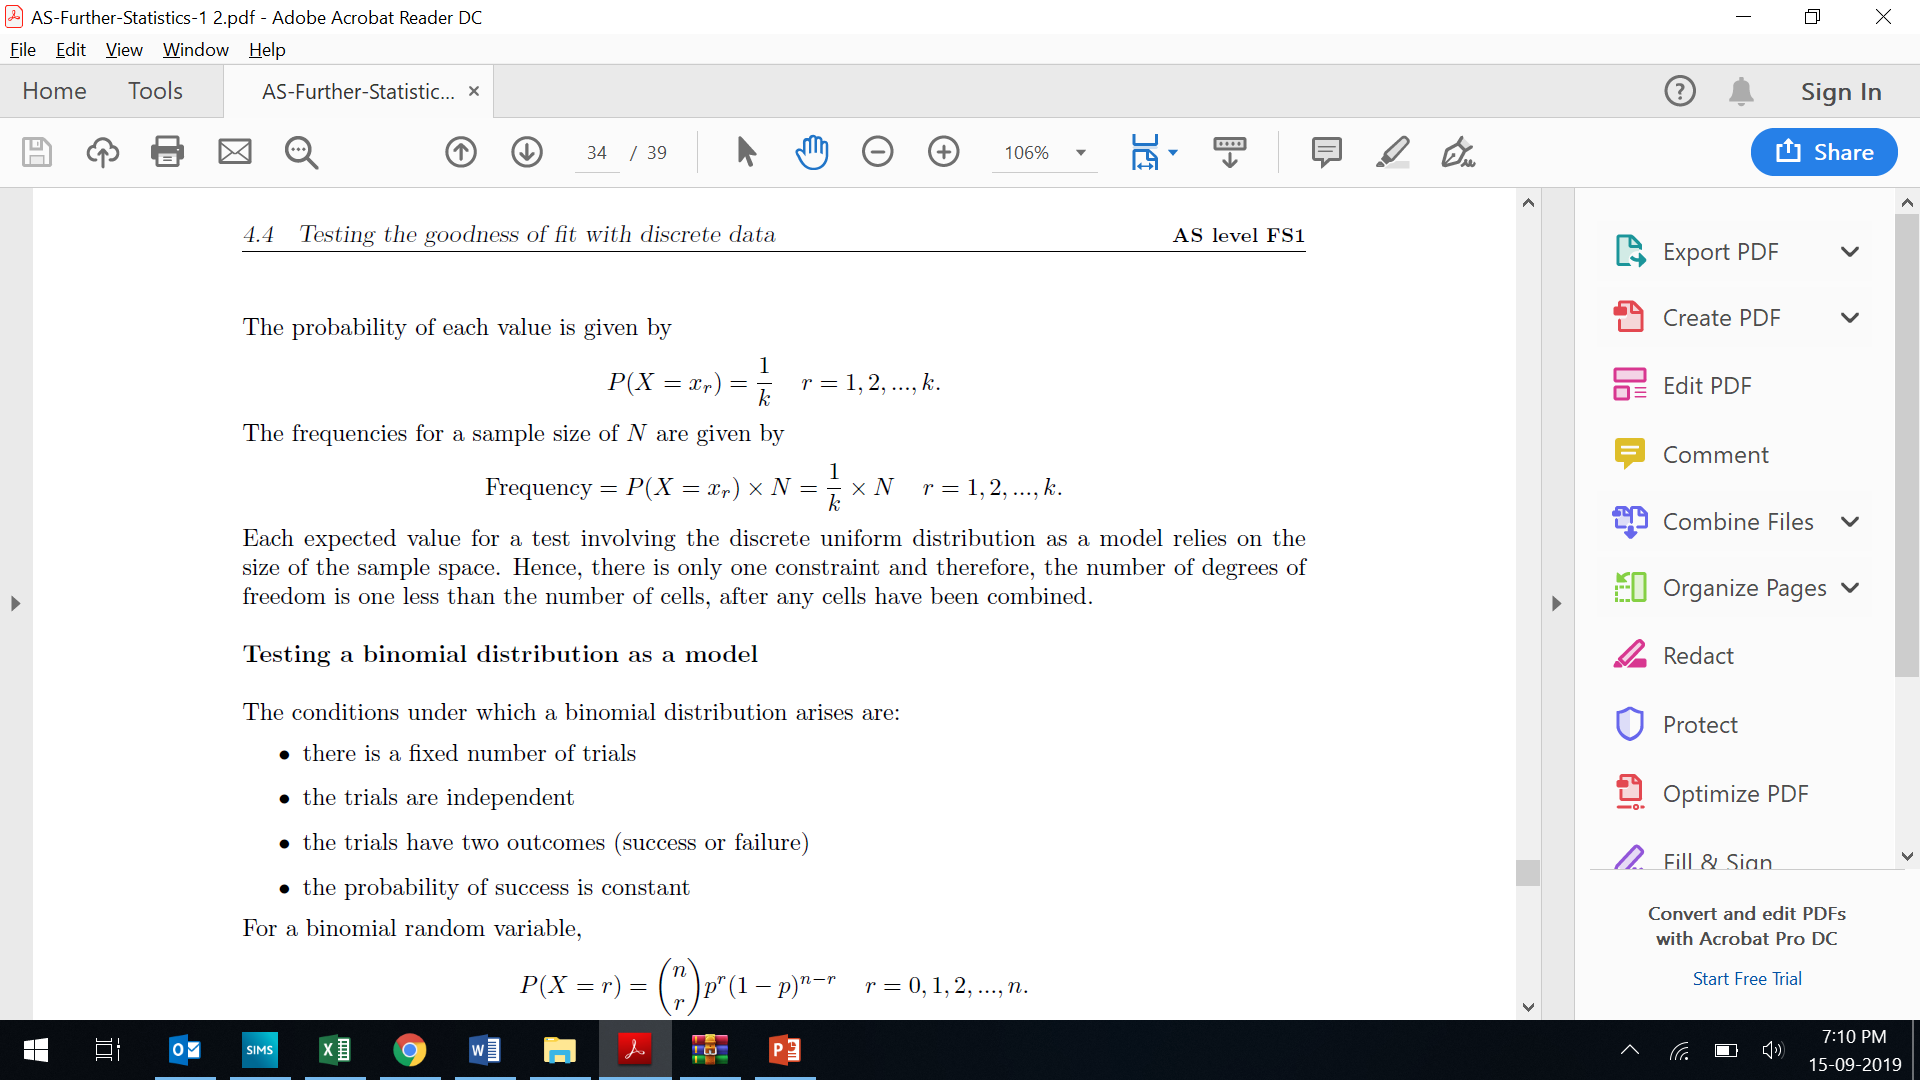 AS-Further-Statistics-1 2.pdf - Adobe Acrobat Reader DC
File Edit View Window Help
Home Tools AS-Further-Statistic... × Sign In
34 / 39 106% Share
4.4 Testing the goodness of fit with discrete data AS level FS1
The probability of each value is given by
P(X = x_r) = 1/k r = 1, 2, ..., k.
The frequencies for a sample size of N are given by
Frequency = P(X = x_r) × N = 1/k × N r = 1, 2, ..., k.
Each expected value for a test involving the discrete uniform distribution as a model relies on the
size of the sample space. Hence, there is only one constraint and therefore, the number of degrees of
freedom is one less than the number of cells, after any cells have been combined.
Testing a binomial distribution as a model
The conditions under which a binomial distribution arises are:
• there is a fixed number of trials
• the trials are independent
• the trials have two outcomes (success or failure)
• the probability of success is constant
For a binomial random variable,
P(X = r) = (n r) p^r (1 − p)^{n−r} r = 0, 1, 2, ..., n.
Export PDF
Create PDF
Edit PDF
Comment
Combine Files
Organize Pages
Redact
Protect
Optimize PDF
Fill & Sign
Convert and edit PDFs
with Acrobat Pro DC
Start Free Trial
SIMS
7:10 PM
15-09-2019